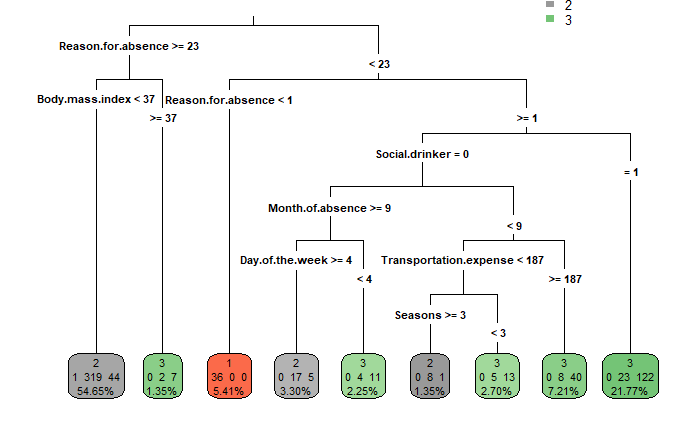 2
3
Reason.for.absence >= 23
< 23
Body.mass.index < 37
Reason.for.absence < 1
>= 37
>= 1
Social.drinker = 0
= 1
Month.of.absence >= 9
< 9
Day.of.the.week >= 4
Transportation.expense < 187
< 4
>= 187
Seasons >= 3
< 3
2
1 319 44
54.65%
3
0 2 7
1.35%
1
36 0 0
5.41%
2
0 17 5
3.30%
3
0 4 11
2.25%
2
0 8 1
1.35%
3
0 5 13
2.70%
3
0 8 40
7.21%
3
0 23 122
21.77%